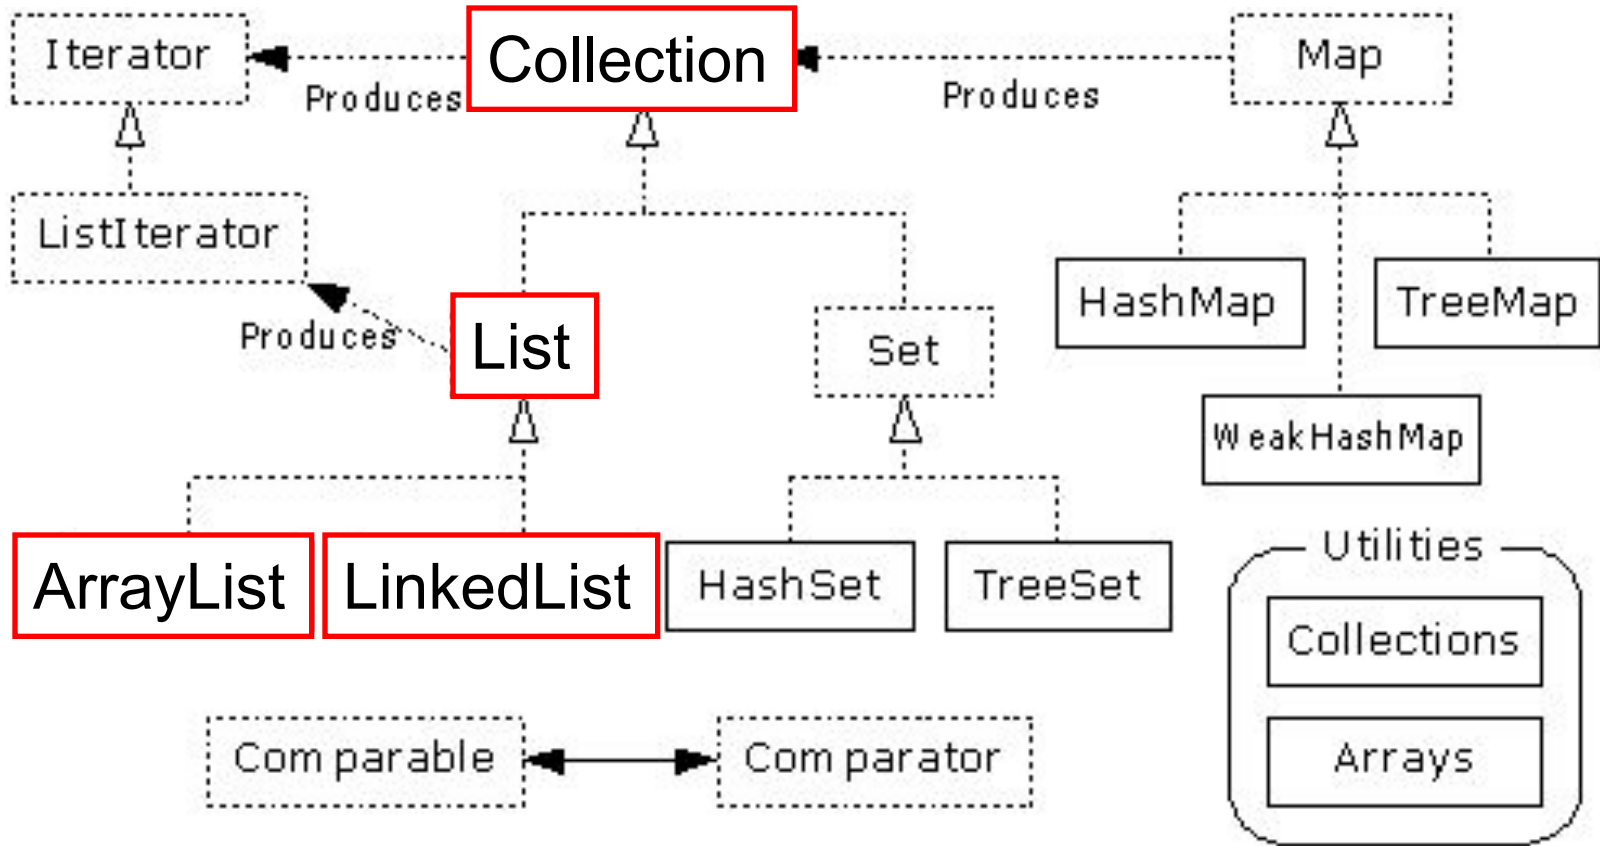 Iterator
Collection
Map
Produces
Produces
ListIterator
HashMap
TreeMap
Produces
List
Set
WeakHashMap
ArrayList
LinkedList
HashSet
TreeSet
Utilities
Collections
Comparable
Comparator
Arrays